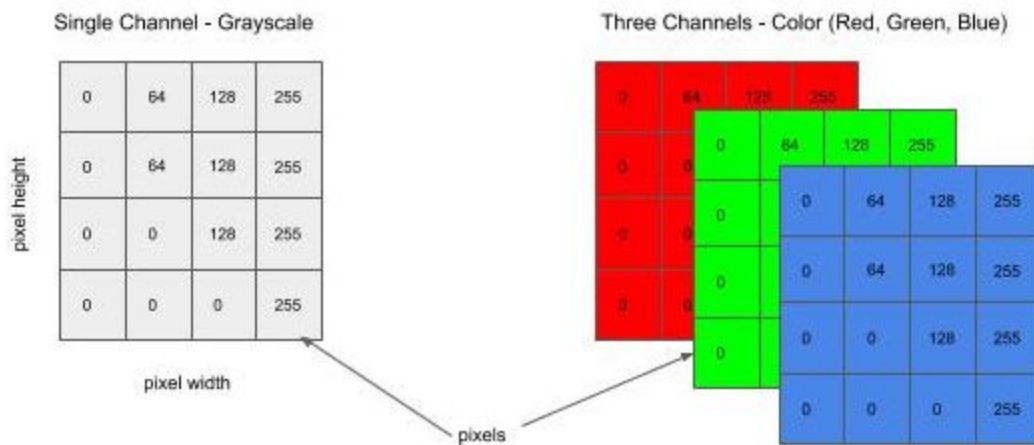 Single Channel - Grayscale
0 64 128 255
0 64 128 255
0 0 128 255
0 0 0 255
pixel height
pixel width
Three Channels - Color (Red, Green, Blue)
0 64 128 255
0 0
0 0
0 0
0 64 128 255
0
0
0
0 64 128 255
0 64 128 255
0 0 128 255
0 0 0 255
pixels